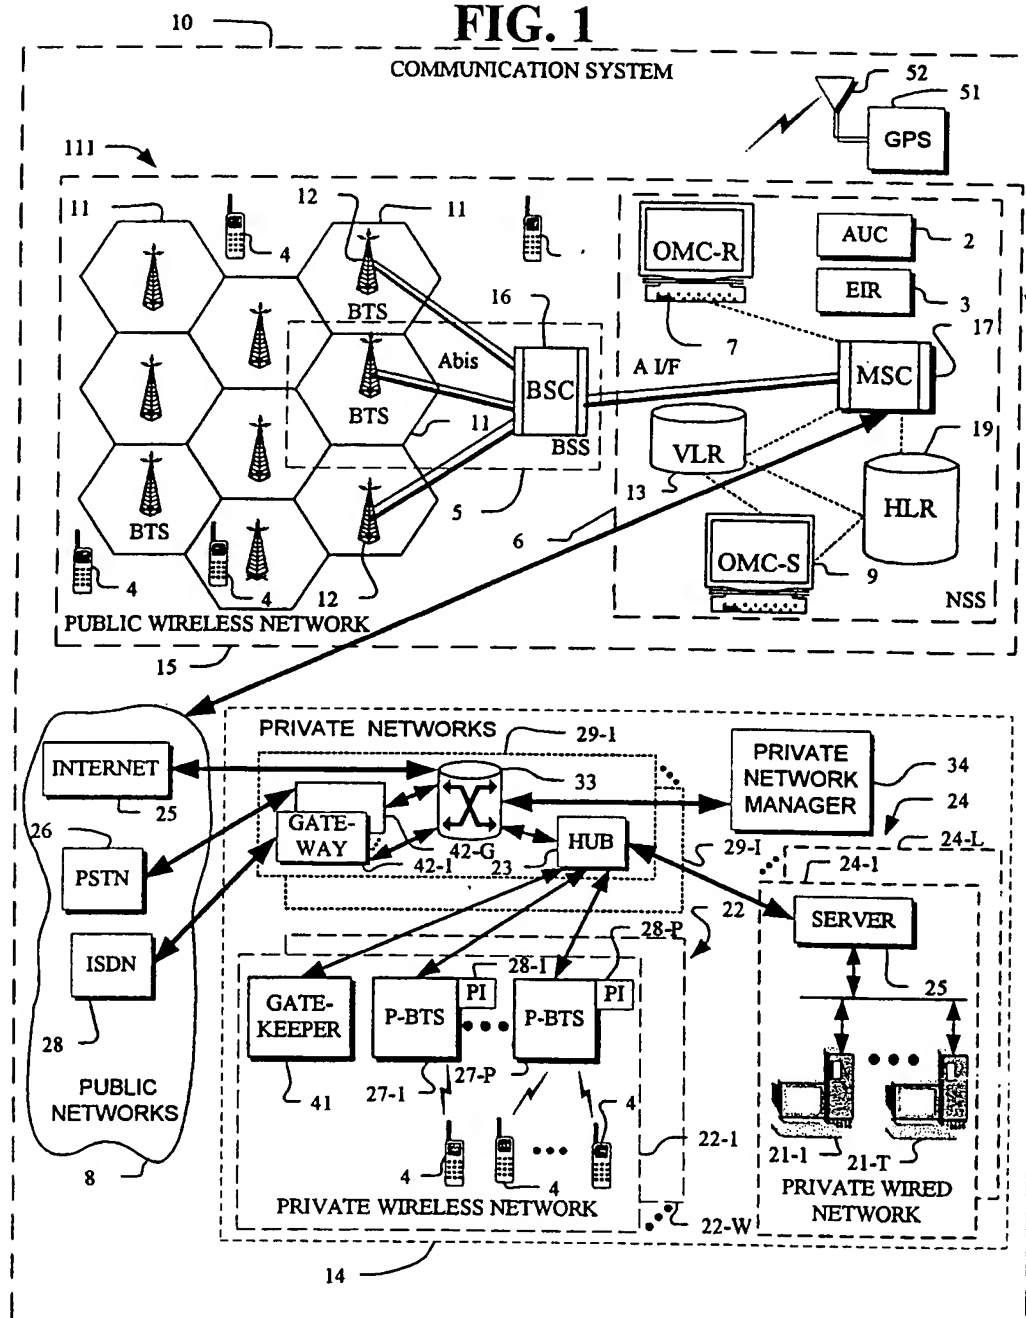 FIG. 1
10
COMMUNICATION SYSTEM
52
51
GPS
111
11
12
11
4
OMC-R
AUC
2
EIR
3
BTS
16
7
17
Abis
BSC
A I/F
MSC
BTS
11
BSS
VLR
19
13
HLR
BTS
5
6
OMC-S
9
4
4
12
NSS
PUBLIC WIRELESS NETWORK
15
PRIVATE NETWORKS
29-1
INTERNET
33
PRIVATE
NETWORK
MANAGER
34
25
24
26
GATE-
WAY
42-G
HUB
24-L
42-1
23
29-I
24-1
PSTN
22
SERVER
28-P
ISDN
28-1
25
GATE-
KEEPER
P-BTS
PI
P-BTS
PI
28
41
27-1
27-P
PUBLIC
NETWORKS
4
22-1
4
4
21-1
21-T
8
PRIVATE WIRELESS NETWORK
PRIVATE WIRED
NETWORK
22-W
14